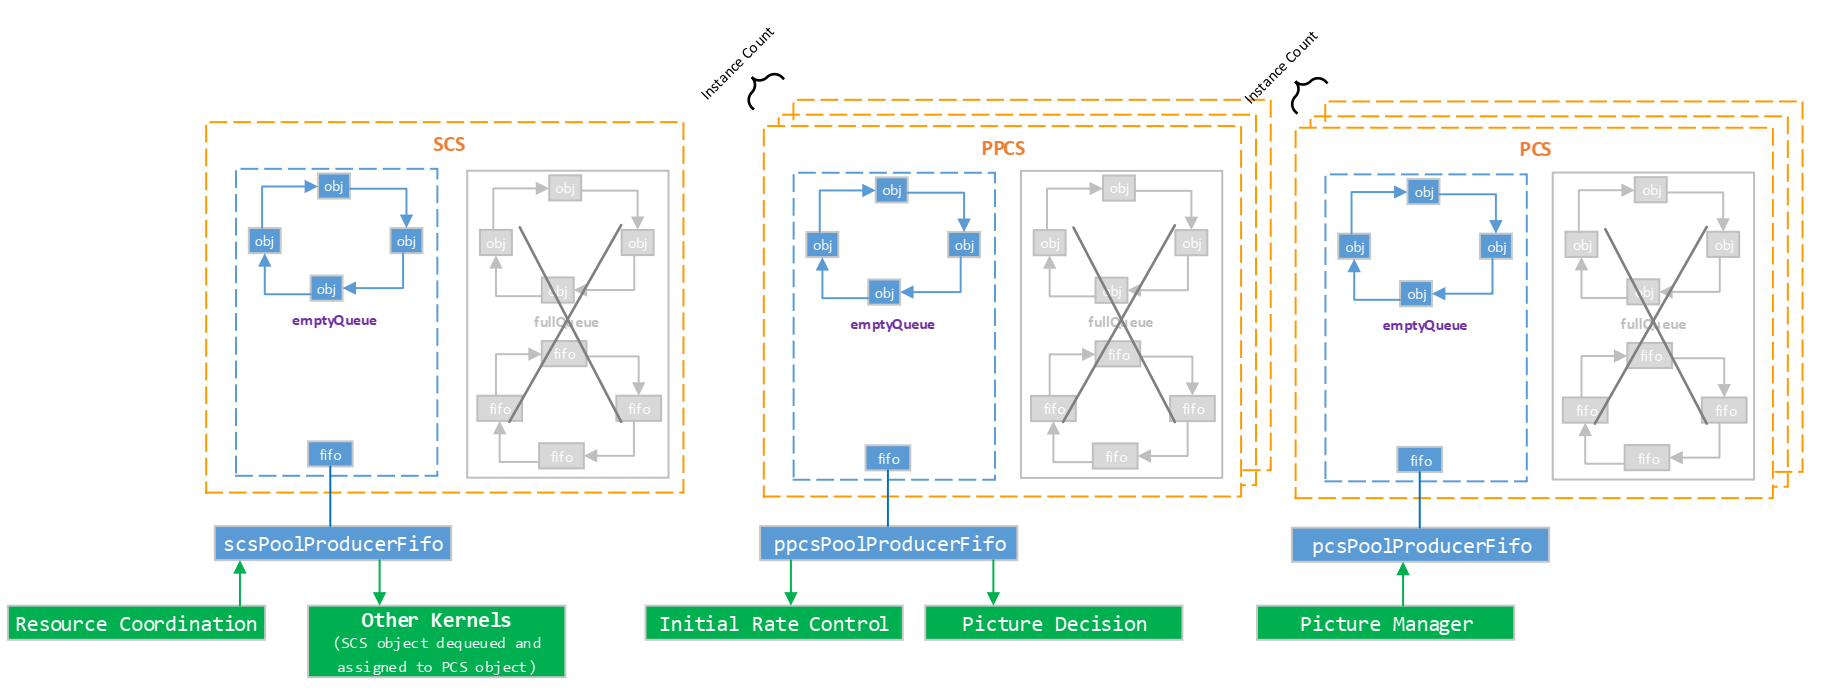 Instance Count
Instance Count
SCS
obj
obj
obj
obj
emptyQueue
fifo
obj
obj
obj
obj
fullQueue
fifo
fifo
fifo
fifo
PPCS
obj
obj
obj
obj
emptyQueue
fifo
obj
obj
obj
obj
fullQueue
fifo
fifo
fifo
fifo
PCS
obj
obj
obj
obj
emptyQueue
fifo
obj
obj
obj
obj
fullQueue
fifo
fifo
fifo
fifo
scsPoolProducerFifo
ppcsPoolProducerFifo
pcsPoolProducerFifo
Resource Coordination
Other Kernels
(SCS object dequeued and
assigned to PCS object)
Initial Rate Control
Picture Decision
Picture Manager